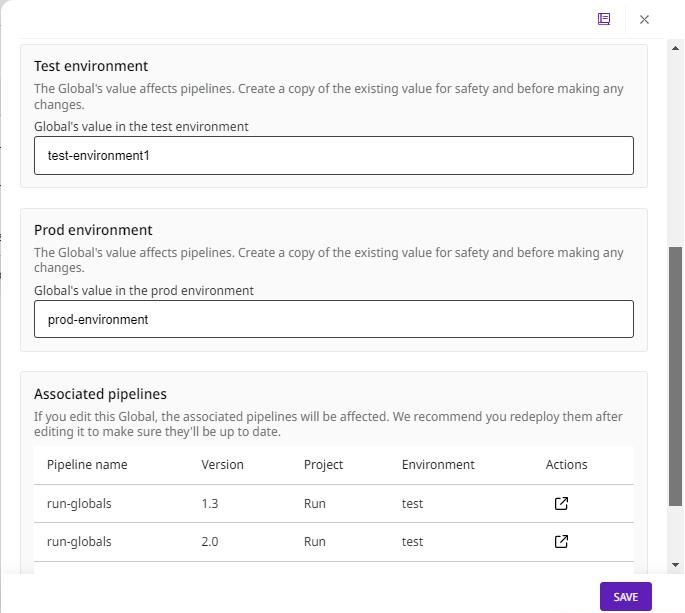 Test environment
The Global's value affects pipelines. Create a copy of the existing value for safety and before making any
changes.
Global's value in the test environment
test-environment1
Prod environment
The Global's value affects pipelines. Create a copy of the existing value for safety and before making any
changes.
Global's value in the prod environment
prod-environment
Associated pipelines
If you edit this Global, the associated pipelines will be affected. We recommend you redeploy them after
editing it to make sure they'll be up to date.
Pipeline name Version Project Environment Actions
run-globals 1.3 Run test
run-globals 2.0 Run test
SAVE